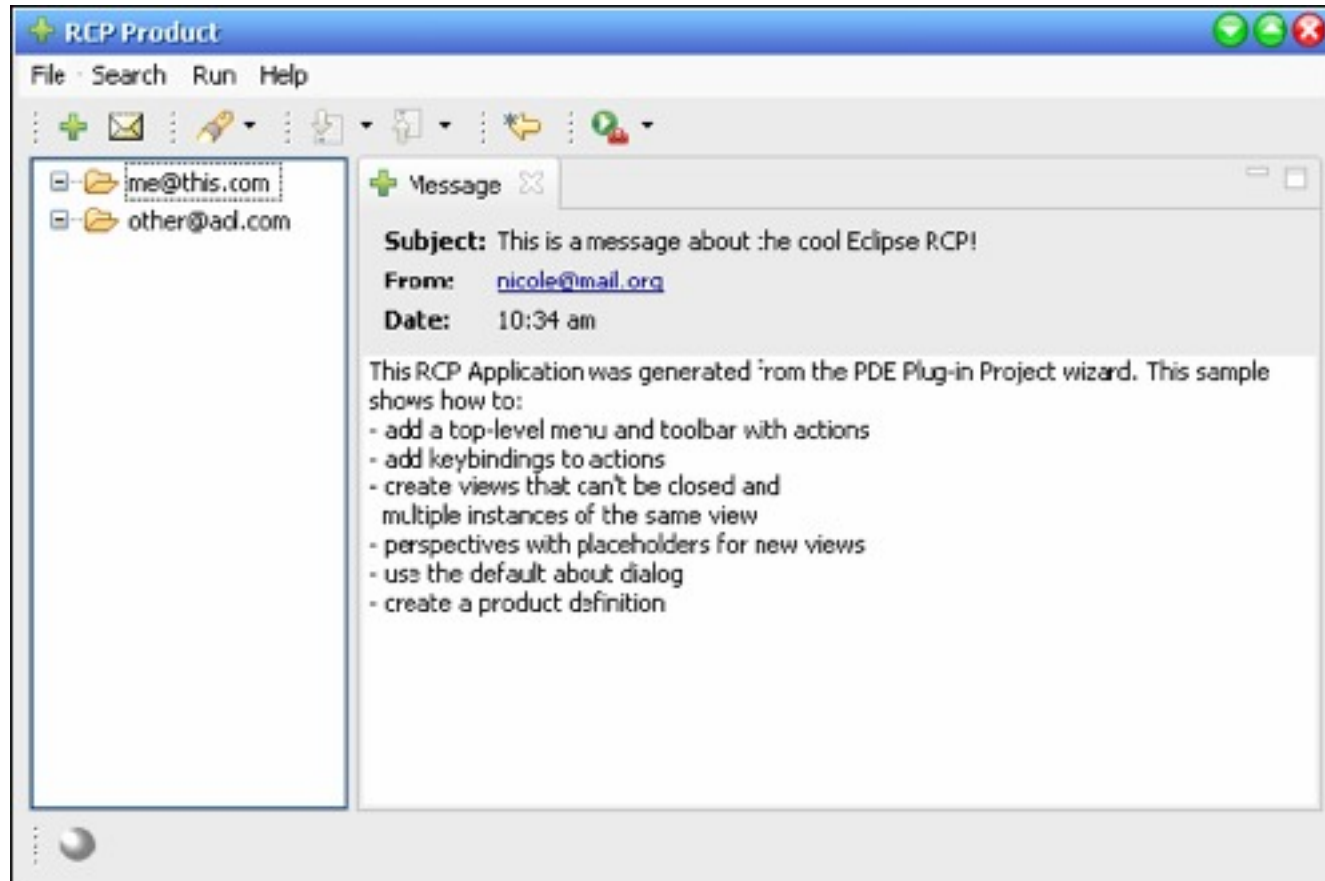 RCP Product
File Search Run Help
me@this.com
other@aol.com
Message
Subject: This is a message about the cool Eclipse RCP!
From: nicole@mail.org
Date: 10:34 am
This RCP Application was generated from the PDE Plug-in Project wizard. This sample
shows how to:
- add a top-level menu and toolbar with actions
- add keybindings to actions
- create views that can't be closed and
multiple instances of the same view
- perspectives with placeholders for new views
- use the default about dialog
- create a product definition